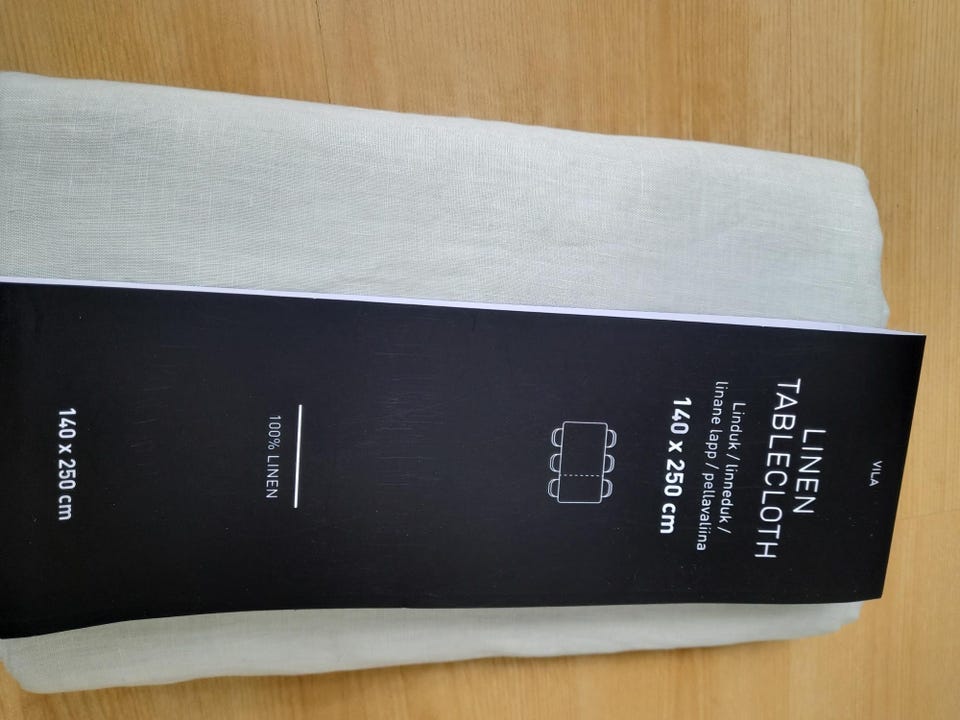 VILA
LINEN
TABLECLOTH
Linduk / linneduk /
linane lapp / pellavaliina
140 x 250 cm
100% LINEN
140 x 250 cm